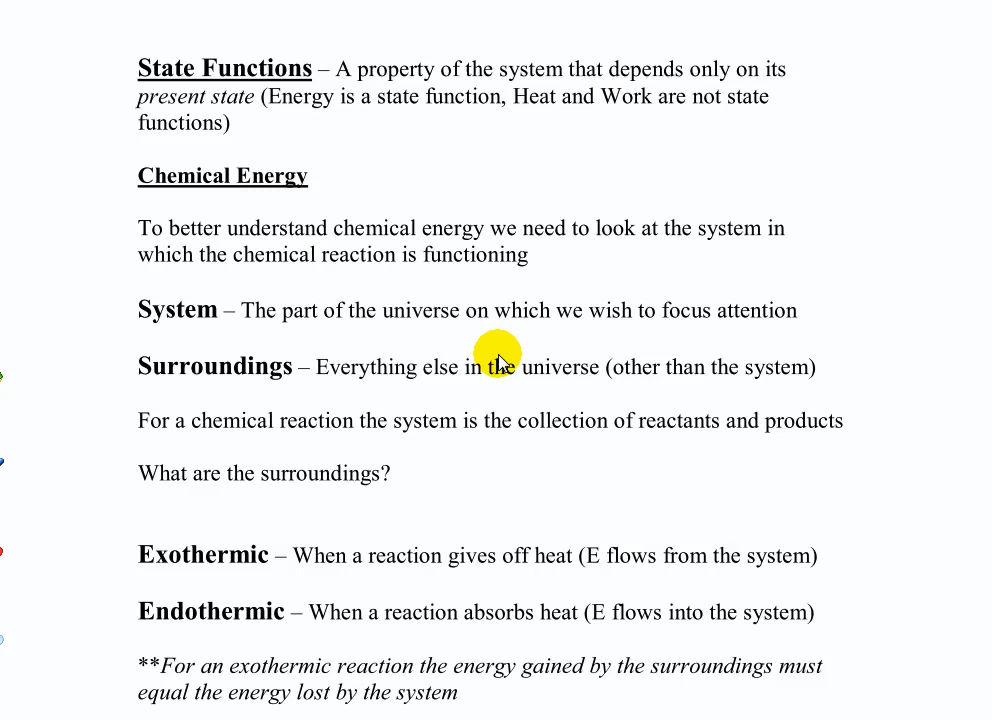 State Functions – A property of the system that depends only on its
present state (Energy is a state function, Heat and Work are not state
functions)
Chemical Energy
To better understand chemical energy we need to look at the system in
which the chemical reaction is functioning
System – The part of the universe on which we wish to focus attention
Surroundings – Everything else in the universe (other than the system)
For a chemical reaction the system is the collection of reactants and products
What are the surroundings?
Exothermic – When a reaction gives off heat (E flows from the system)
Endothermic – When a reaction absorbs heat (E flows into the system)
**For an exothermic reaction the energy gained by the surroundings must
equal the energy lost by the system